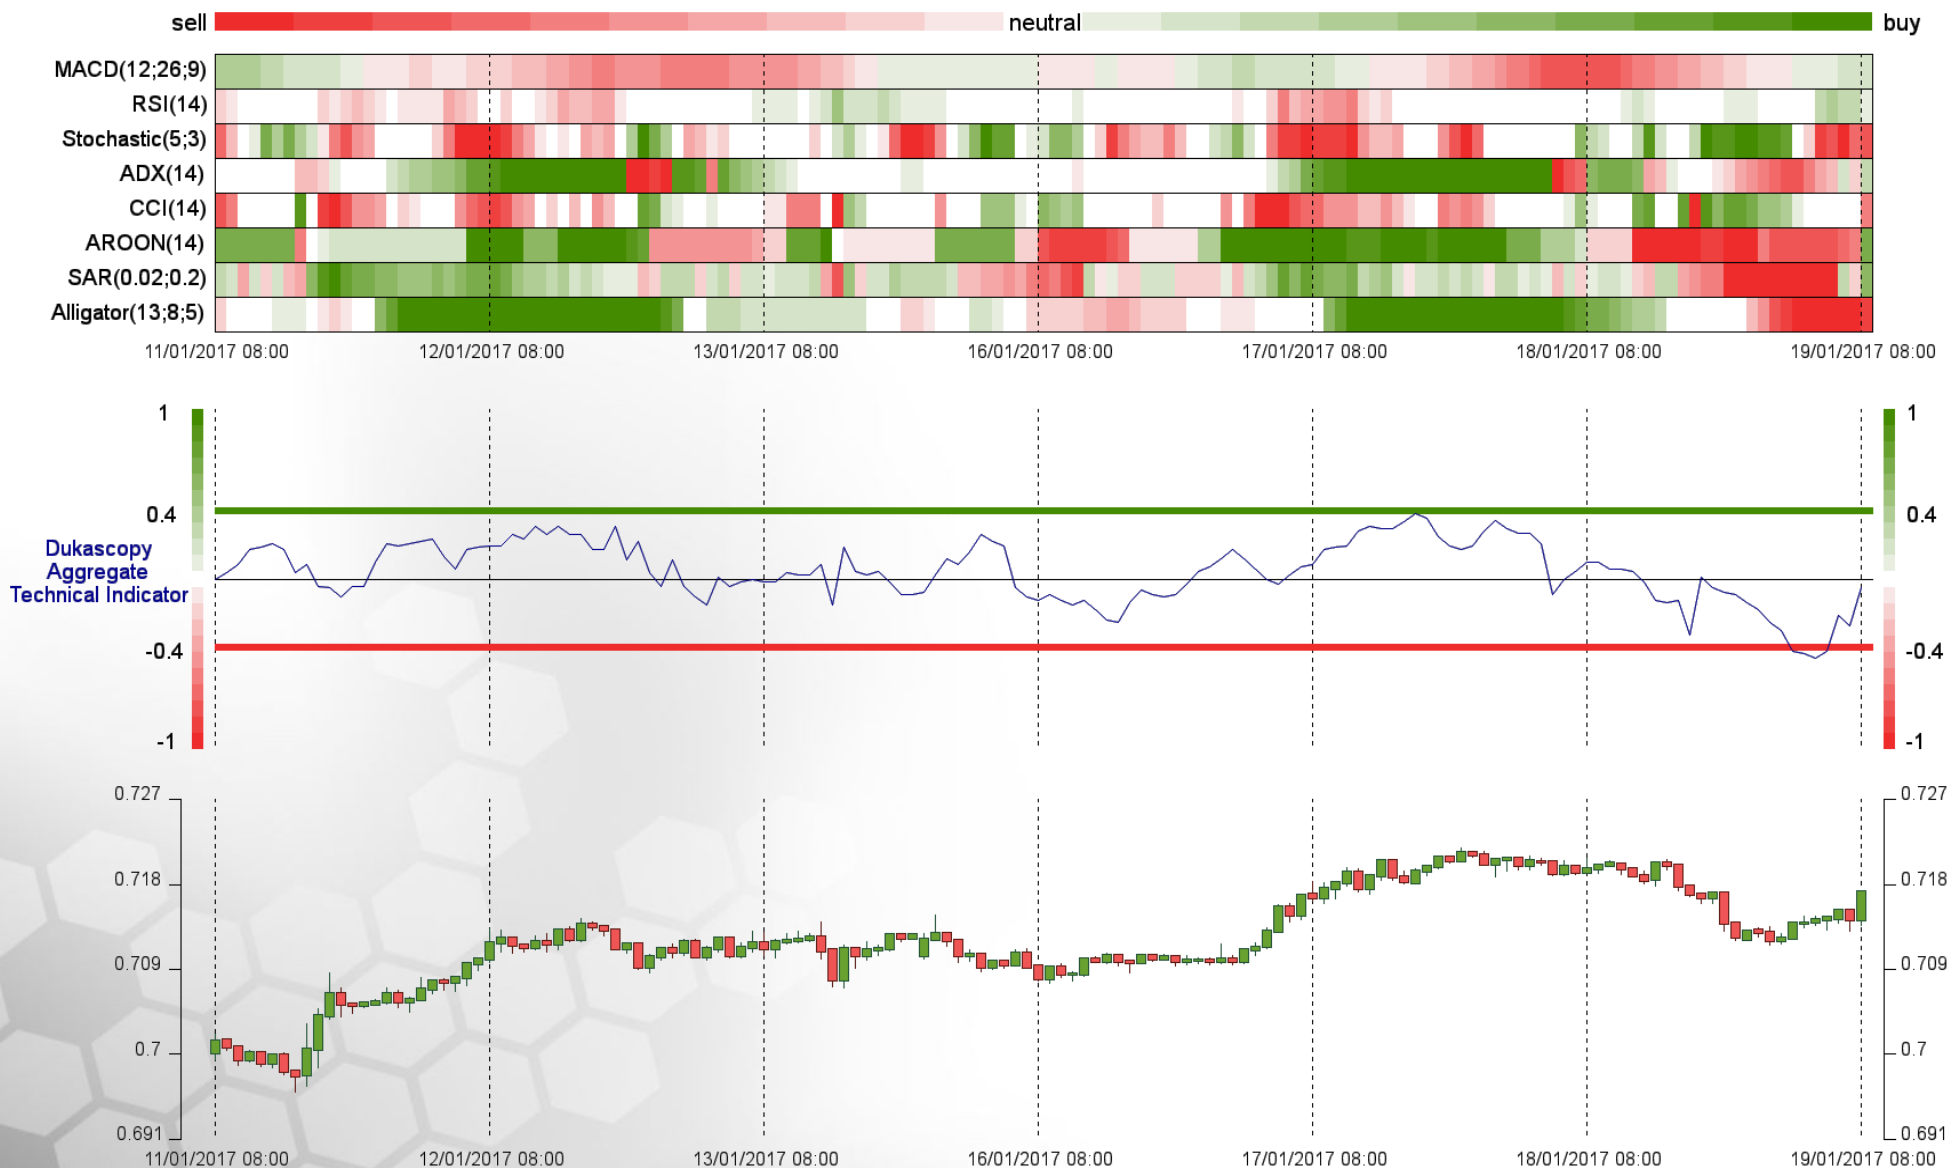 sell neutral buy
MACD(12;26;9)
RSI(14)
Stochastic(5;3)
ADX(14)
CCI(14)
AROON(14)
SAR(0.02;0.2)
Alligator(13;8;5)
11/01/2017 08:00 12/01/2017 08:00 13/01/2017 08:00 16/01/2017 08:00 17/01/2017 08:00 18/01/2017 08:00 19/01/2017 08:00
1 1
0.4 0.4
Dukascopy
Aggregate
Technical Indicator
-0.4 -0.4
-1 -1
0.727 0.727
0.718 0.718
0.709 0.709
0.7 0.7
0.691 0.691
11/01/2017 08:00 12/01/2017 08:00 13/01/2017 08:00 16/01/2017 08:00 17/01/2017 08:00 18/01/2017 08:00 19/01/2017 08:00